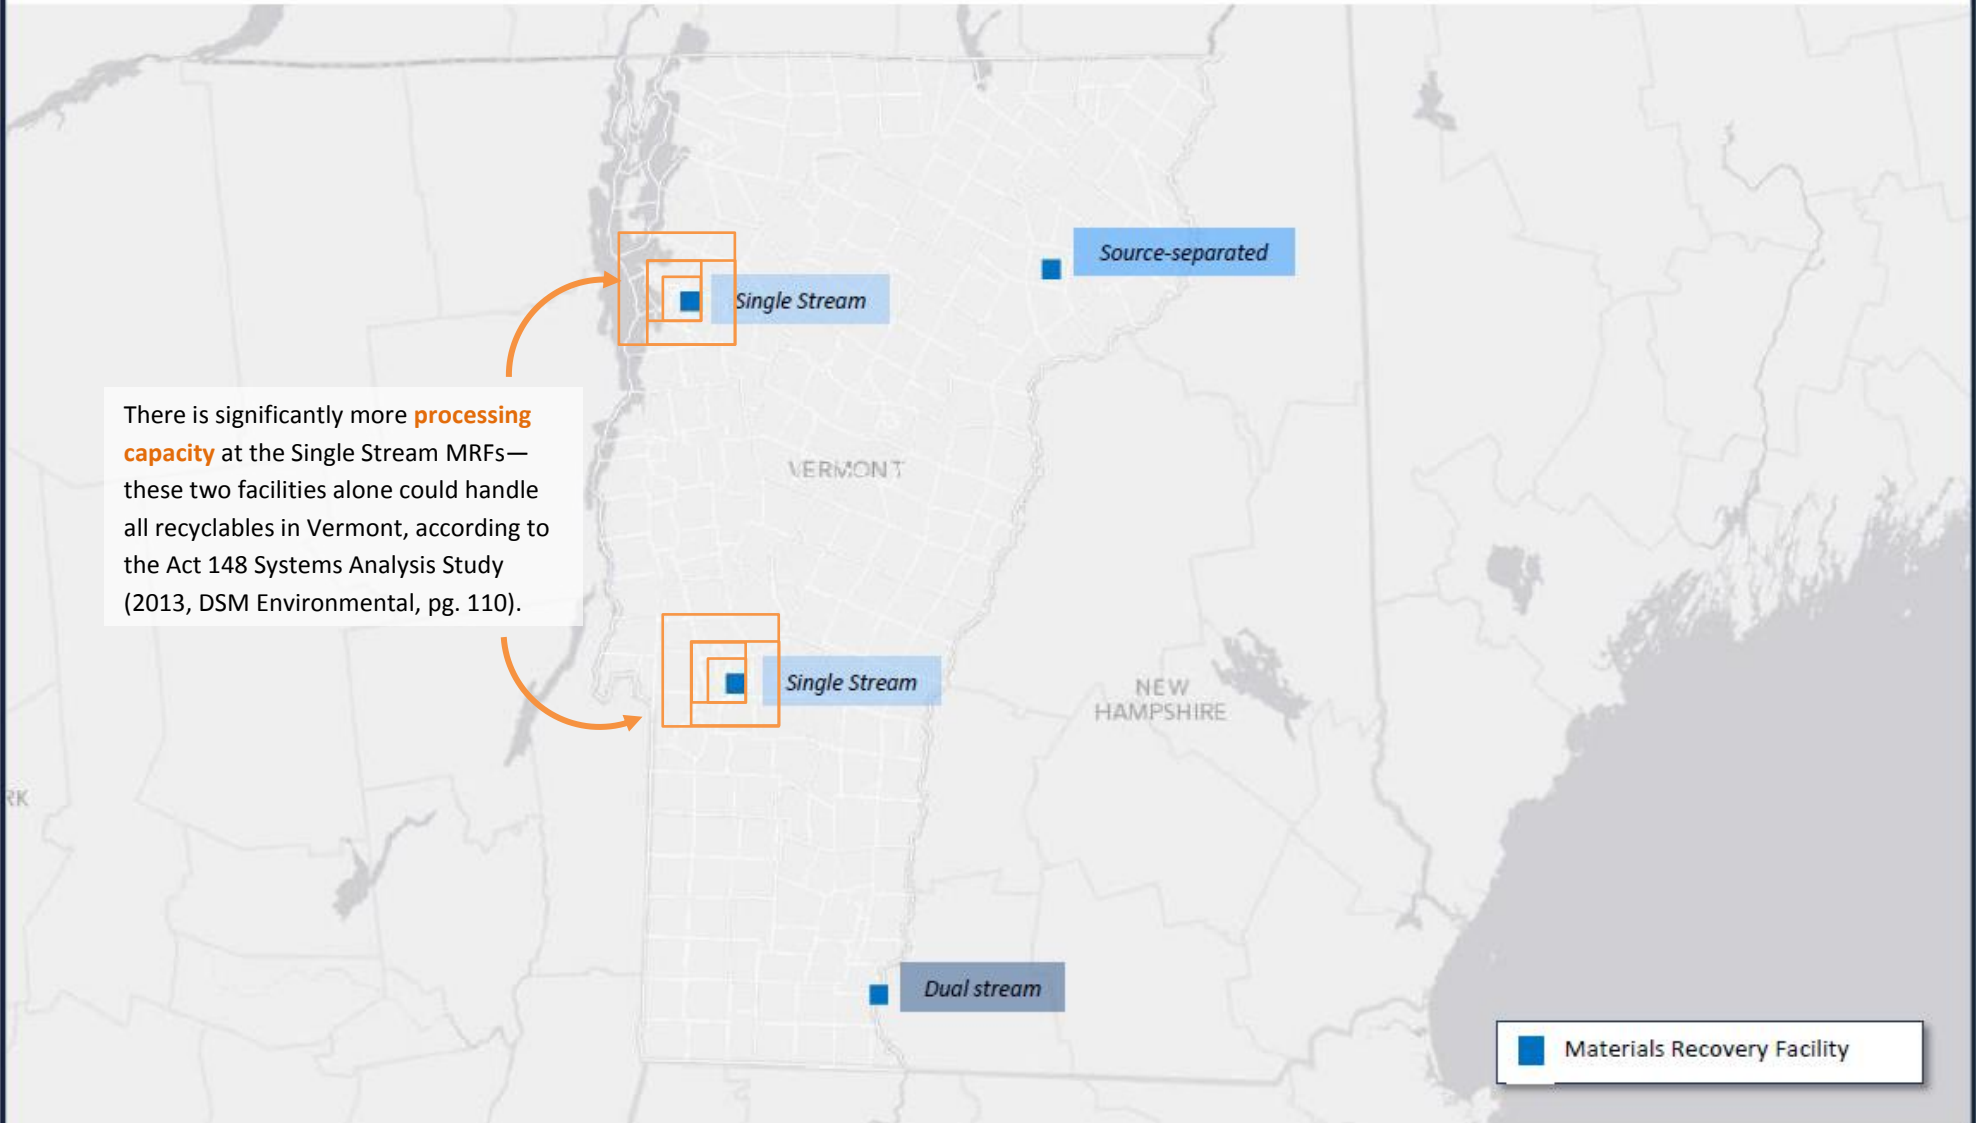 Source-separated
Single Stream
There is significantly more processing
capacity at the Single Stream MRFs—
these two facilities alone could handle
all recyclables in Vermont, according to
the Act 148 Systems Analysis Study
(2013, DSM Environmental, pg. 110).
VERMONT
Single Stream
NEW
HAMPSHIRE
RK
Dual stream
Materials Recovery Facility